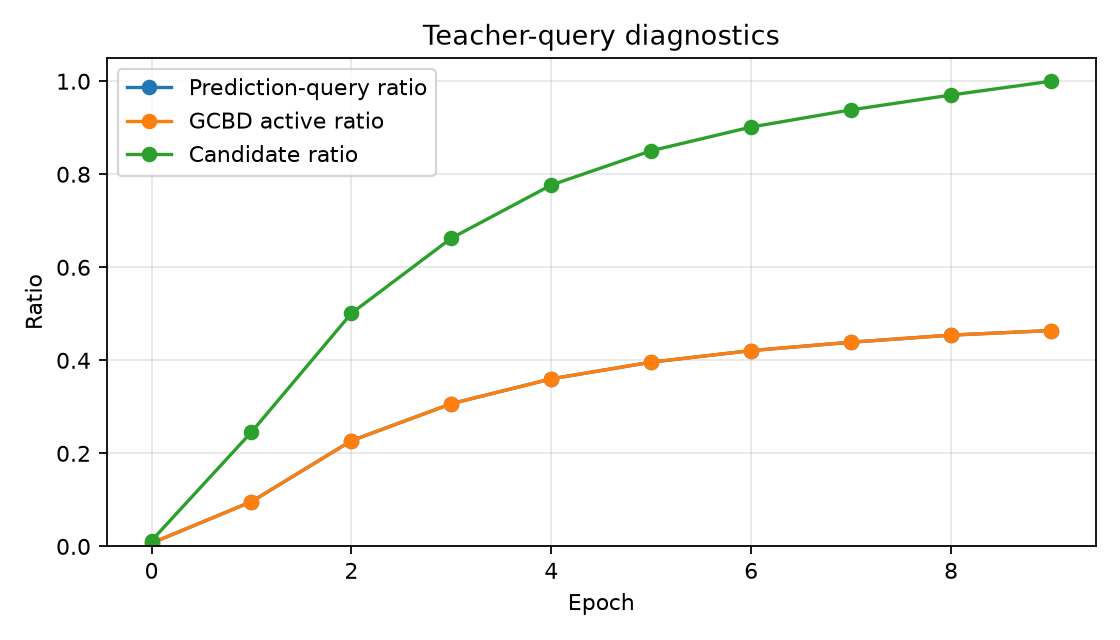 Teacher-query diagnostics
Prediction-query ratio
GCBD active ratio
Candidate ratio
1.0
0.8
0.6
0.4
0.2
0.0
Ratio
0 2 4 6 8
Epoch